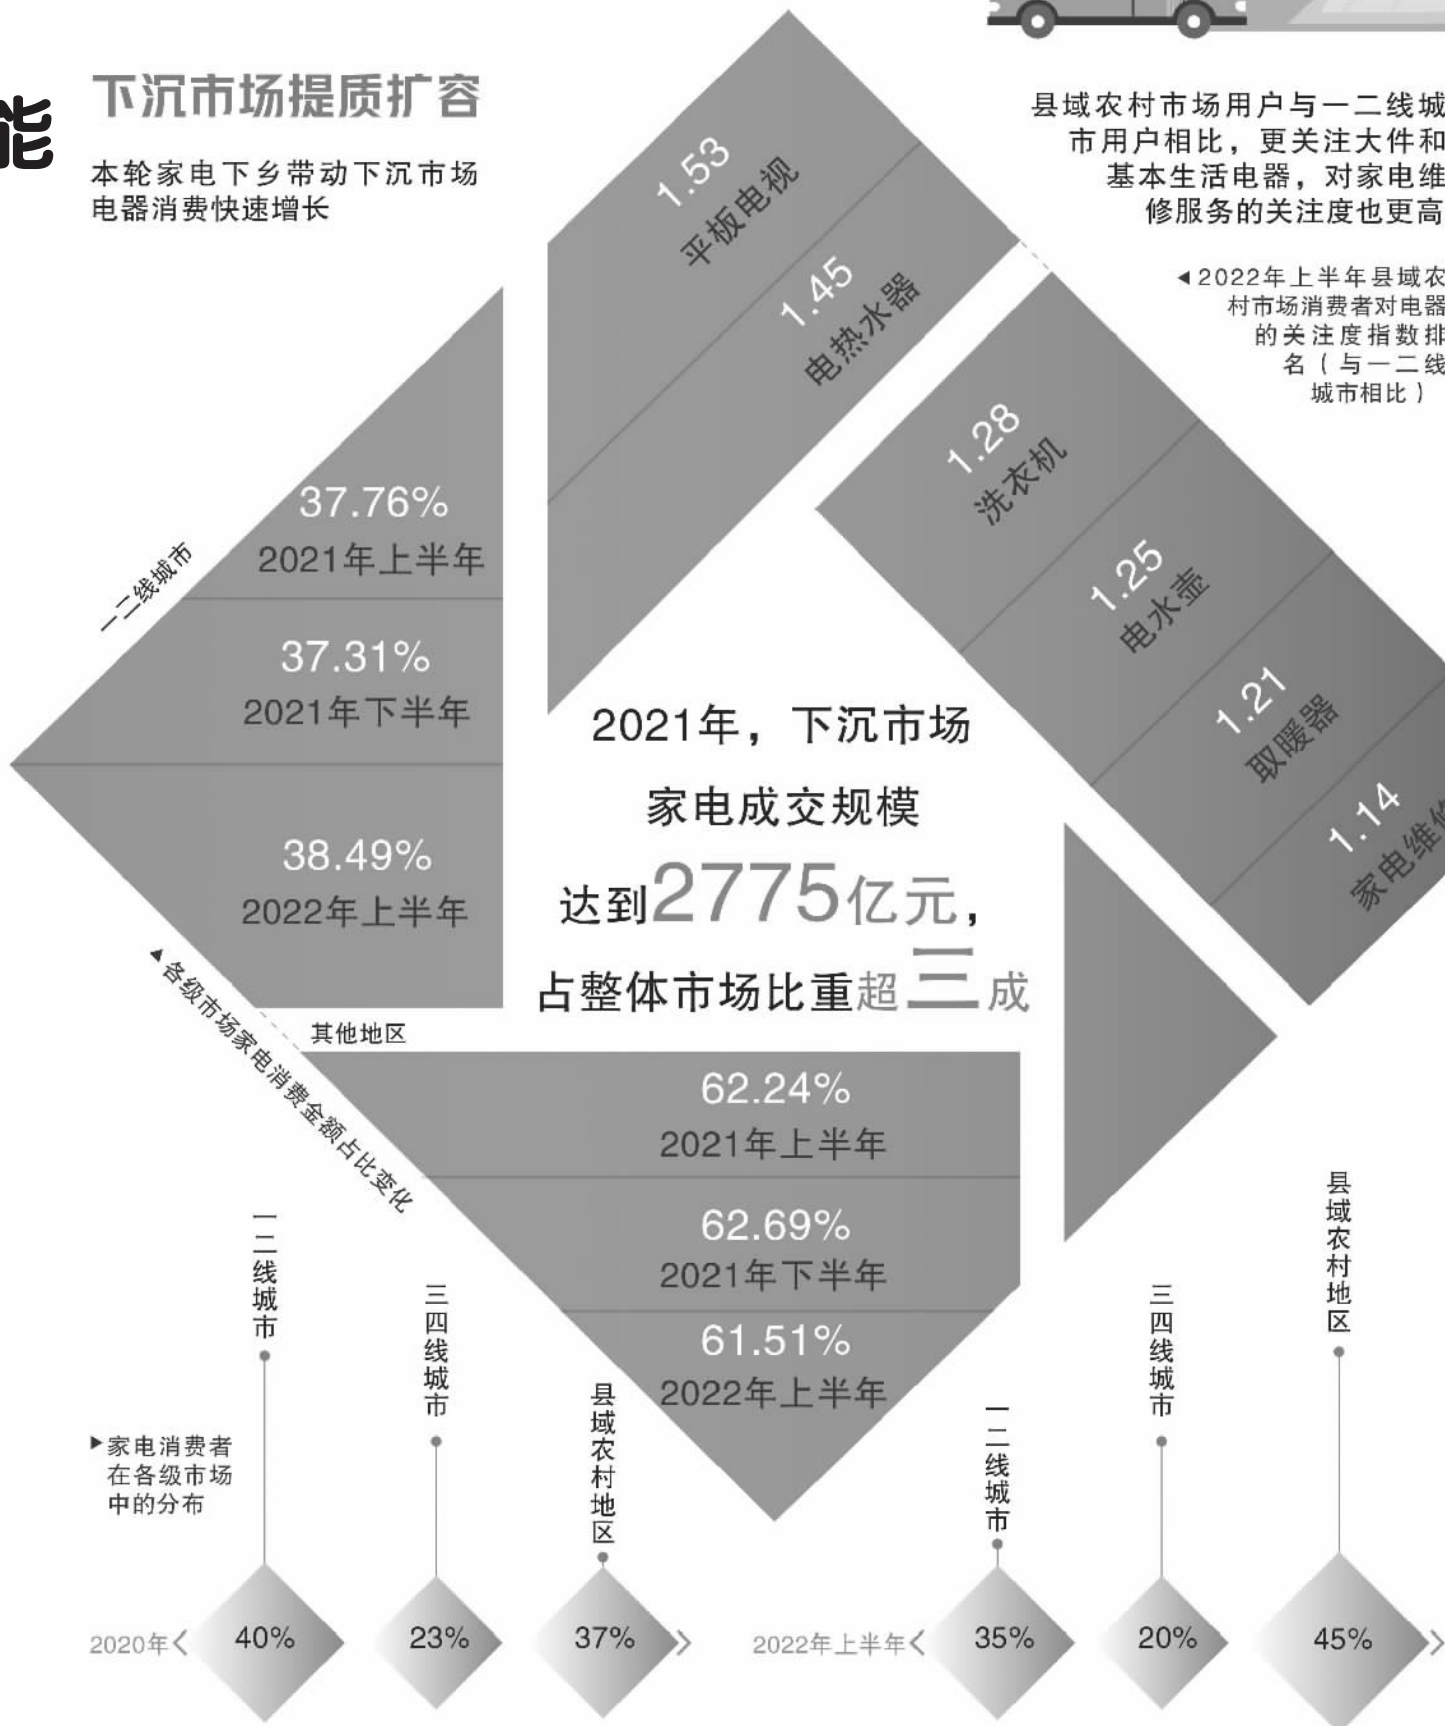 能
下沉市场提质扩容
本轮家电下乡带动下沉市场
电器消费快速增长
县域农村市场用户与一二线城
市用户相比，更关注大件和
基本生活电器，对家电维
修服务的关注度也更高
◀2022年上半年县域农
村市场消费者对电器
的关注度指数排
名（与一二线
城市相比）
1.53
平板电视
1.45
电热水器
1.28
洗衣机
1.25
电水壶
1.21
取暖器
1.14
家电维修
一二线城市
37.76%
2021年上半年
37.31%
2021年下半年
38.49%
2022年上半年
2021年，下沉市场
家电成交规模
达到2775亿元，
占整体市场比重超三成
▲各级市场家电消费金额占比变化
其他地区
62.24%
2021年上半年
62.69%
2021年下半年
61.51%
2022年上半年
▶家电消费者
在各级市场
中的分布
一二线城市
三四线城市
县域农村地区
一二线城市
三四线城市
县域农村地区
2020年 40% 23% 37%
2022年上半年 35% 20% 45%